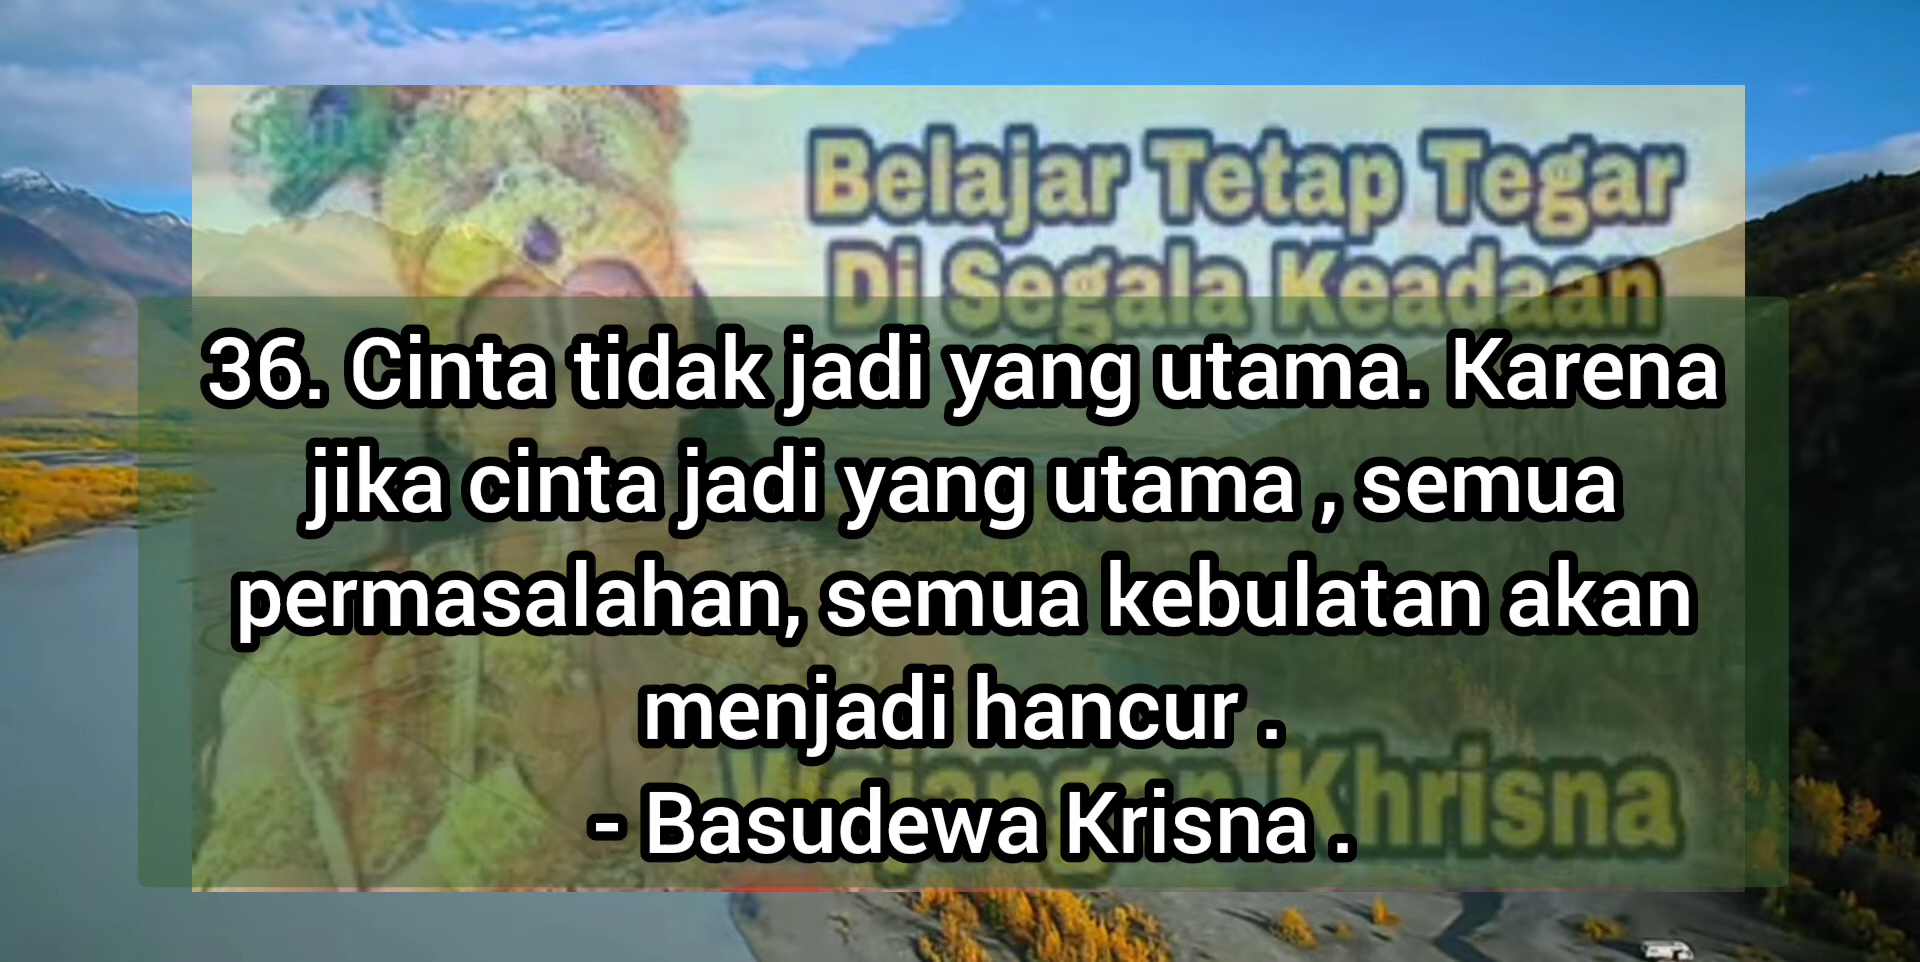 Belajar Tetap Tegar
Di Segala Keadaan
36. Cinta tidak jadi yang utama. Karena
jika cinta jadi yang utama , semua
permasalahan, semua kebulatan akan
menjadi hancur .
Wejangan Khrisna
- Basudewa Krisna .